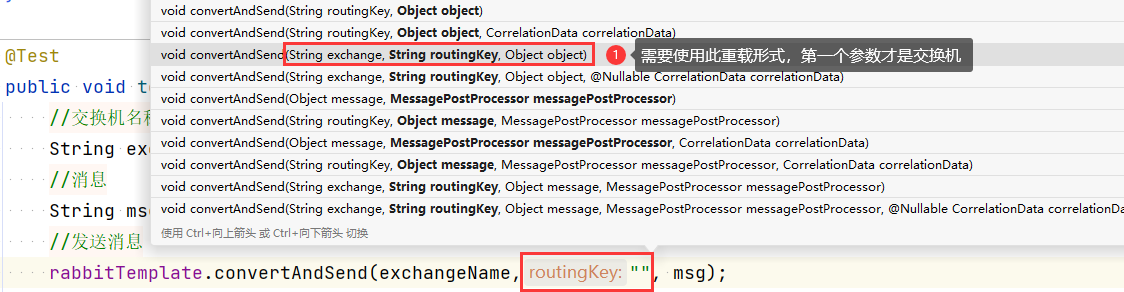 void convertAndSend(String routingKey, Object object)
void convertAndSend(String routingKey, Object object, CorrelationData correlationData)
@Test
void convertAndSend(String exchange, String routingKey, Object object)
1 需要使用此重载形式，第一个参数才是交换机
void convertAndSend(String exchange, String routingKey, Object object, @Nullable CorrelationData correlationData)
public void t
void convertAndSend(Object message, MessagePostProcessor messagePostProcessor)
//交换机名
void convertAndSend(String routingKey, Object message, MessagePostProcessor messagePostProcessor)
String ex
void convertAndSend(Object message, MessagePostProcessor messagePostProcessor, CorrelationData correlationData)
//消息
void convertAndSend(String routingKey, Object message, MessagePostProcessor messagePostProcessor, CorrelationData correlationData)
void convertAndSend(String exchange, String routingKey, Object message, MessagePostProcessor messagePostProcessor)
String ms
void convertAndSend(String exchange, String routingKey, Object message, MessagePostProcessor messagePostProcessor, @Nullable CorrelationData correlationData
//发送消息
使用 Ctrl+向上箭头 或 Ctrl+向下箭头 切换
rabbitTemplate.convertAndSend(exchangeName, routingKey: "", msg);